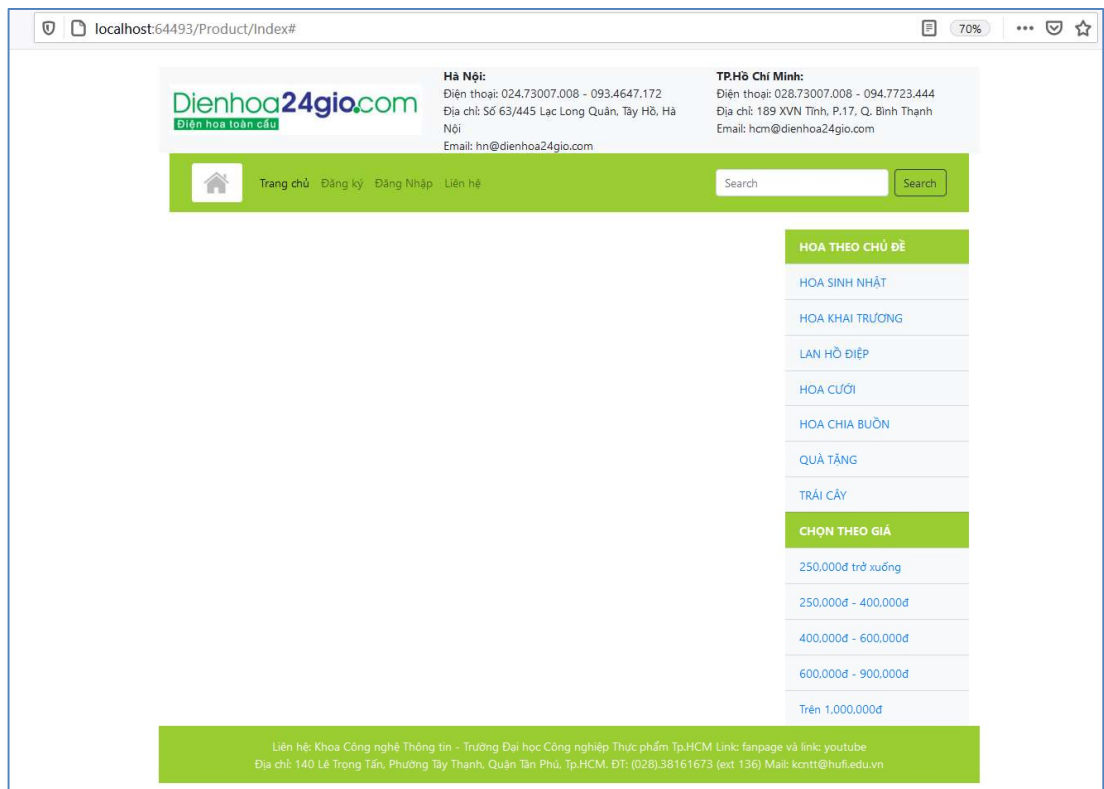 localhost:64493/Product/Index#
70%
Dienhoa24gio.com
Điện hoa toàn cầu
Hà Nội:
Điện thoại: 024.73007.008 - 093.4647.172
Địa chỉ: Số 63/445 Lạc Long Quân, Tây Hồ, Hà
Nội
Email: hn@dienhoa24gio.com
TP.Hồ Chí Minh:
Điện thoại: 028.73007.008 - 094.7723.444
Địa chỉ: 189 XVN Tĩnh, P.17, Q. Bình Thạnh
Email: hcm@dienhoa24gio.com
Trang chủ Đăng ký Đăng Nhập Liên hệ
Search
Search
HOA THEO CHỦ ĐỀ
HOA SINH NHẬT
HOA KHAI TRƯƠNG
LAN HỒ ĐIỆP
HOA CƯỚI
HOA CHIA BUỒN
QUÀ TẶNG
TRÁI CÂY
CHỌN THEO GIÁ
250,000đ trở xuống
250,000đ - 400,000đ
400,000đ - 600,000đ
600,000đ - 900,000đ
Trên 1,000,000đ
Liên hệ: Khoa Công nghệ Thông tin - Trường Đại học Công nghiệp Thực phẩm Tp.HCM Link: fanpage và link: youtube
Địa chỉ: 140 Lê Trọng Tấn, Phường Tây Thạnh, Quận Tân Phú, Tp.HCM. ĐT: (028).38161673 (ext 136) Mail: kcntt@hufi.edu.vn